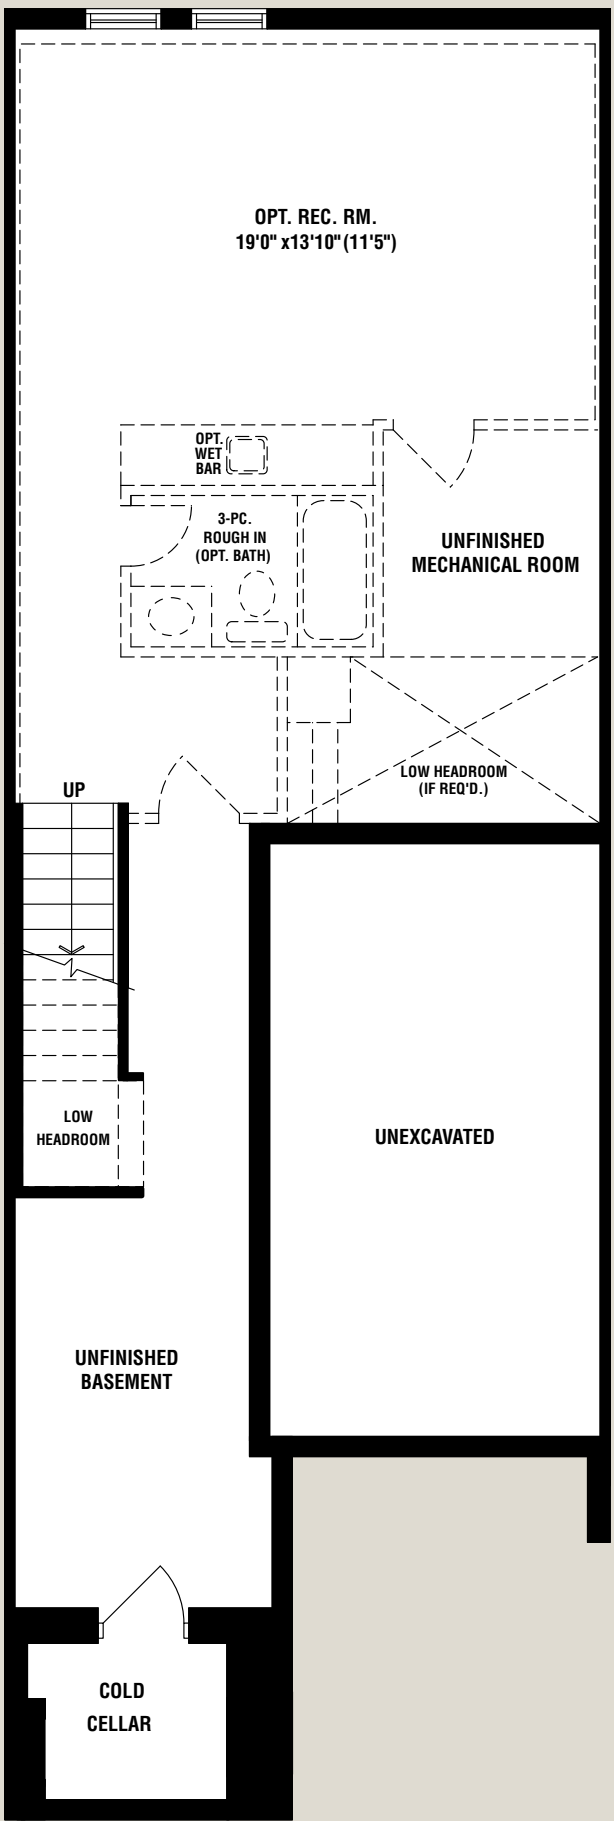 OPT. REC. RM.
19'0" x13'10"(11'5")
OPT.
WET
BAR
3-PC.
ROUGH IN
(OPT. BATH)
UNFINISHED
MECHANICAL ROOM
LOW HEADROOM
(IF REQ'D.)
UP
LOW
HEADROOM
UNEXCAVATED
UNFINISHED
BASEMENT
COLD
CELLAR